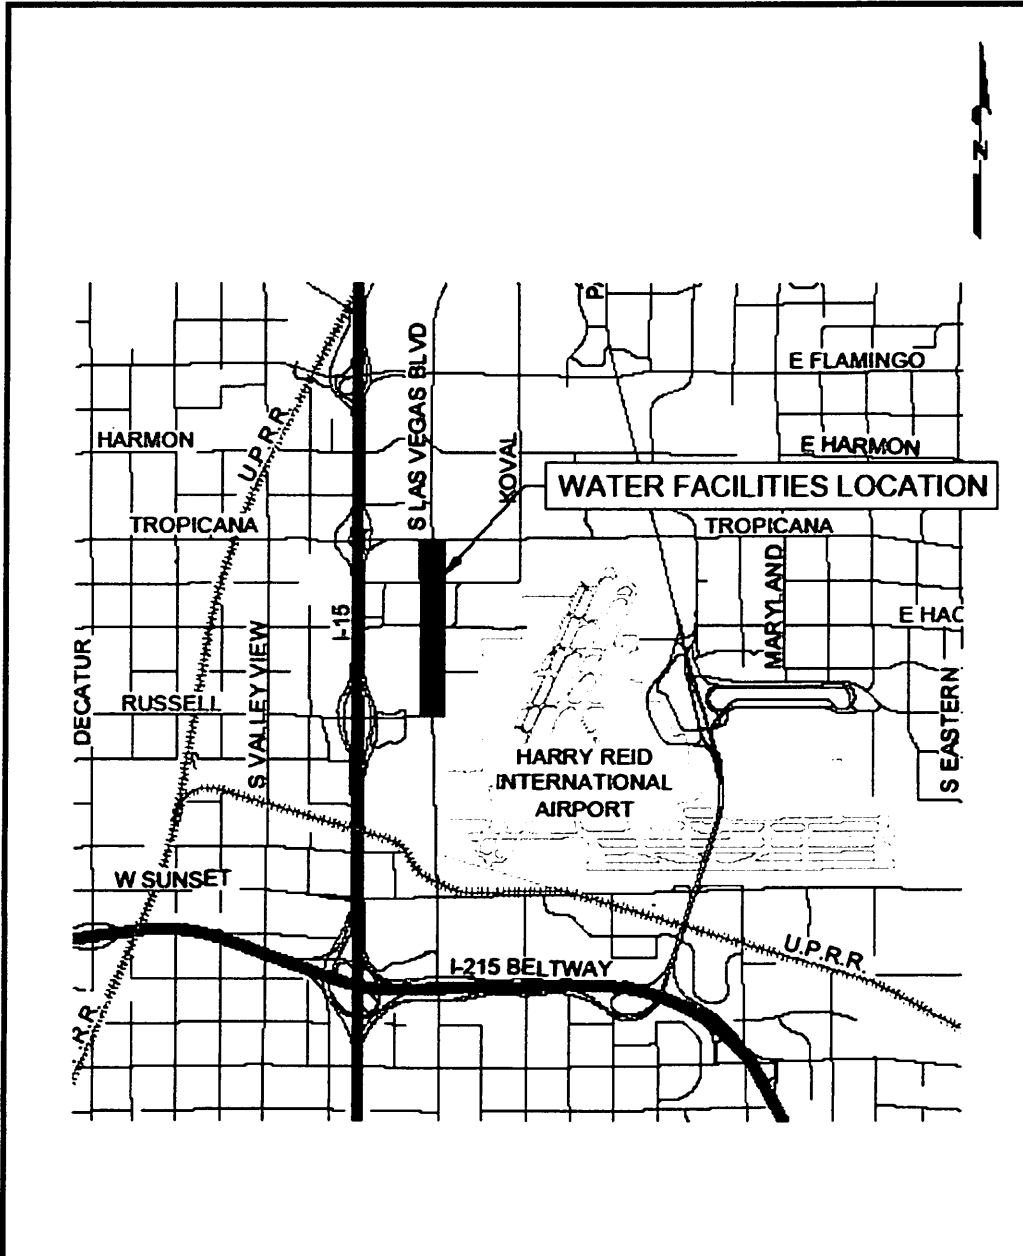 N
P
S LAS VEGAS BLVD
E FLAMINGO
U.P.R.R.
HARMON
KOVAL
E HARMON
WATER FACILITIES LOCATION
TROPICANA
TROPICANA
MARYLAND
I-15
E HAC
DECATUR
S VALLEY VIEW
RUSSELL
S EASTERN
HARRY REID
INTERNATIONAL
AIRPORT
W SUNSET
U.P.R.R.
I-215 BELTWAY
.R.R.